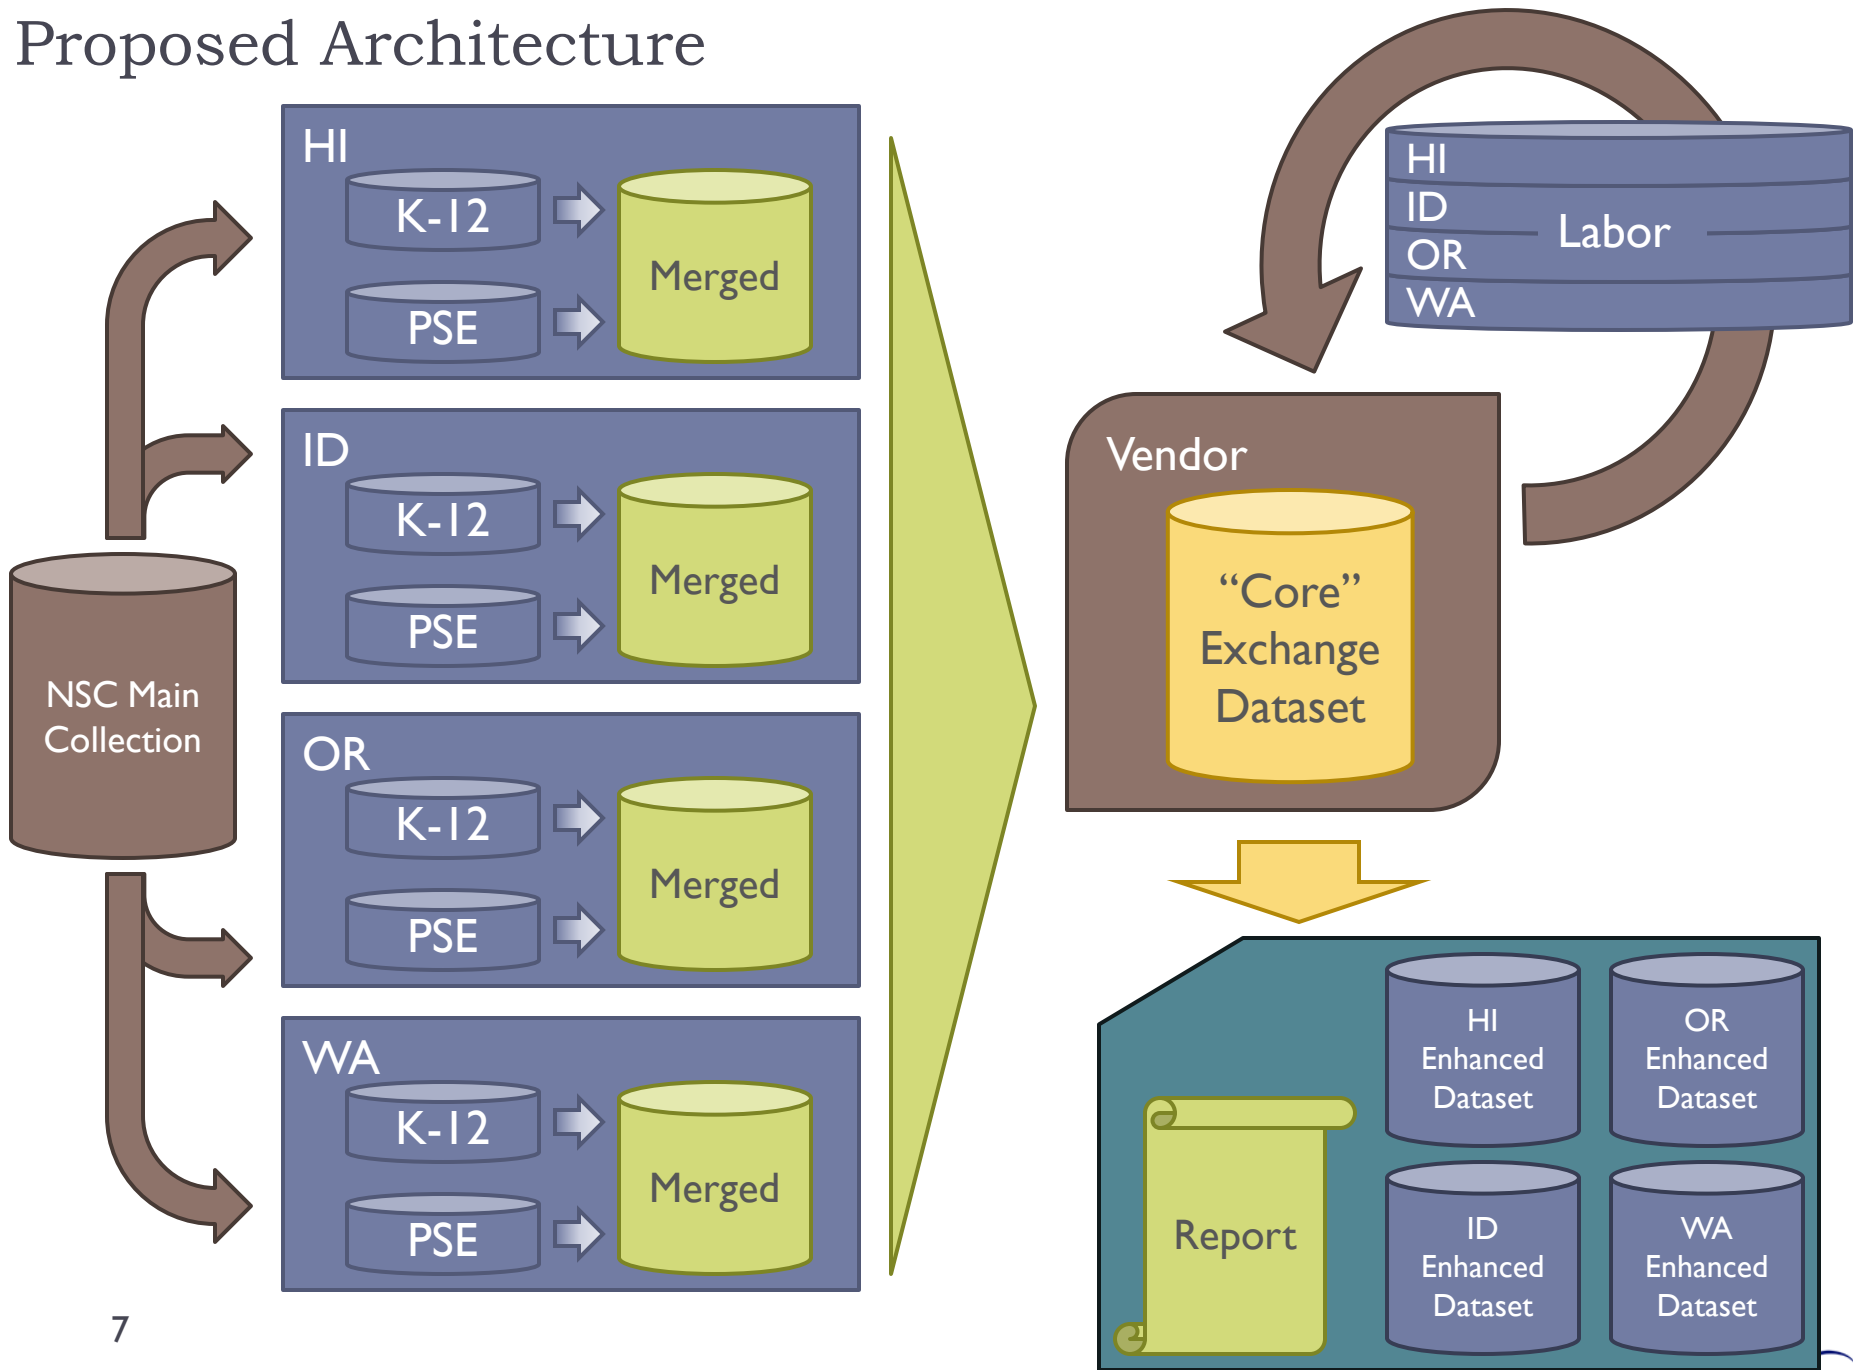 Proposed Architecture
HI
K-12
PSE
Merged
ID
K-12
PSE
Merged
OR
K-12
PSE
Merged
WA
K-12
PSE
Merged
NSC Main
Collection
HI
ID
OR
WA
Labor
Vendor
“Core”
Exchange
Dataset
Report
HI
Enhanced
Dataset
OR
Enhanced
Dataset
ID
Enhanced
Dataset
WA
Enhanced
Dataset
7